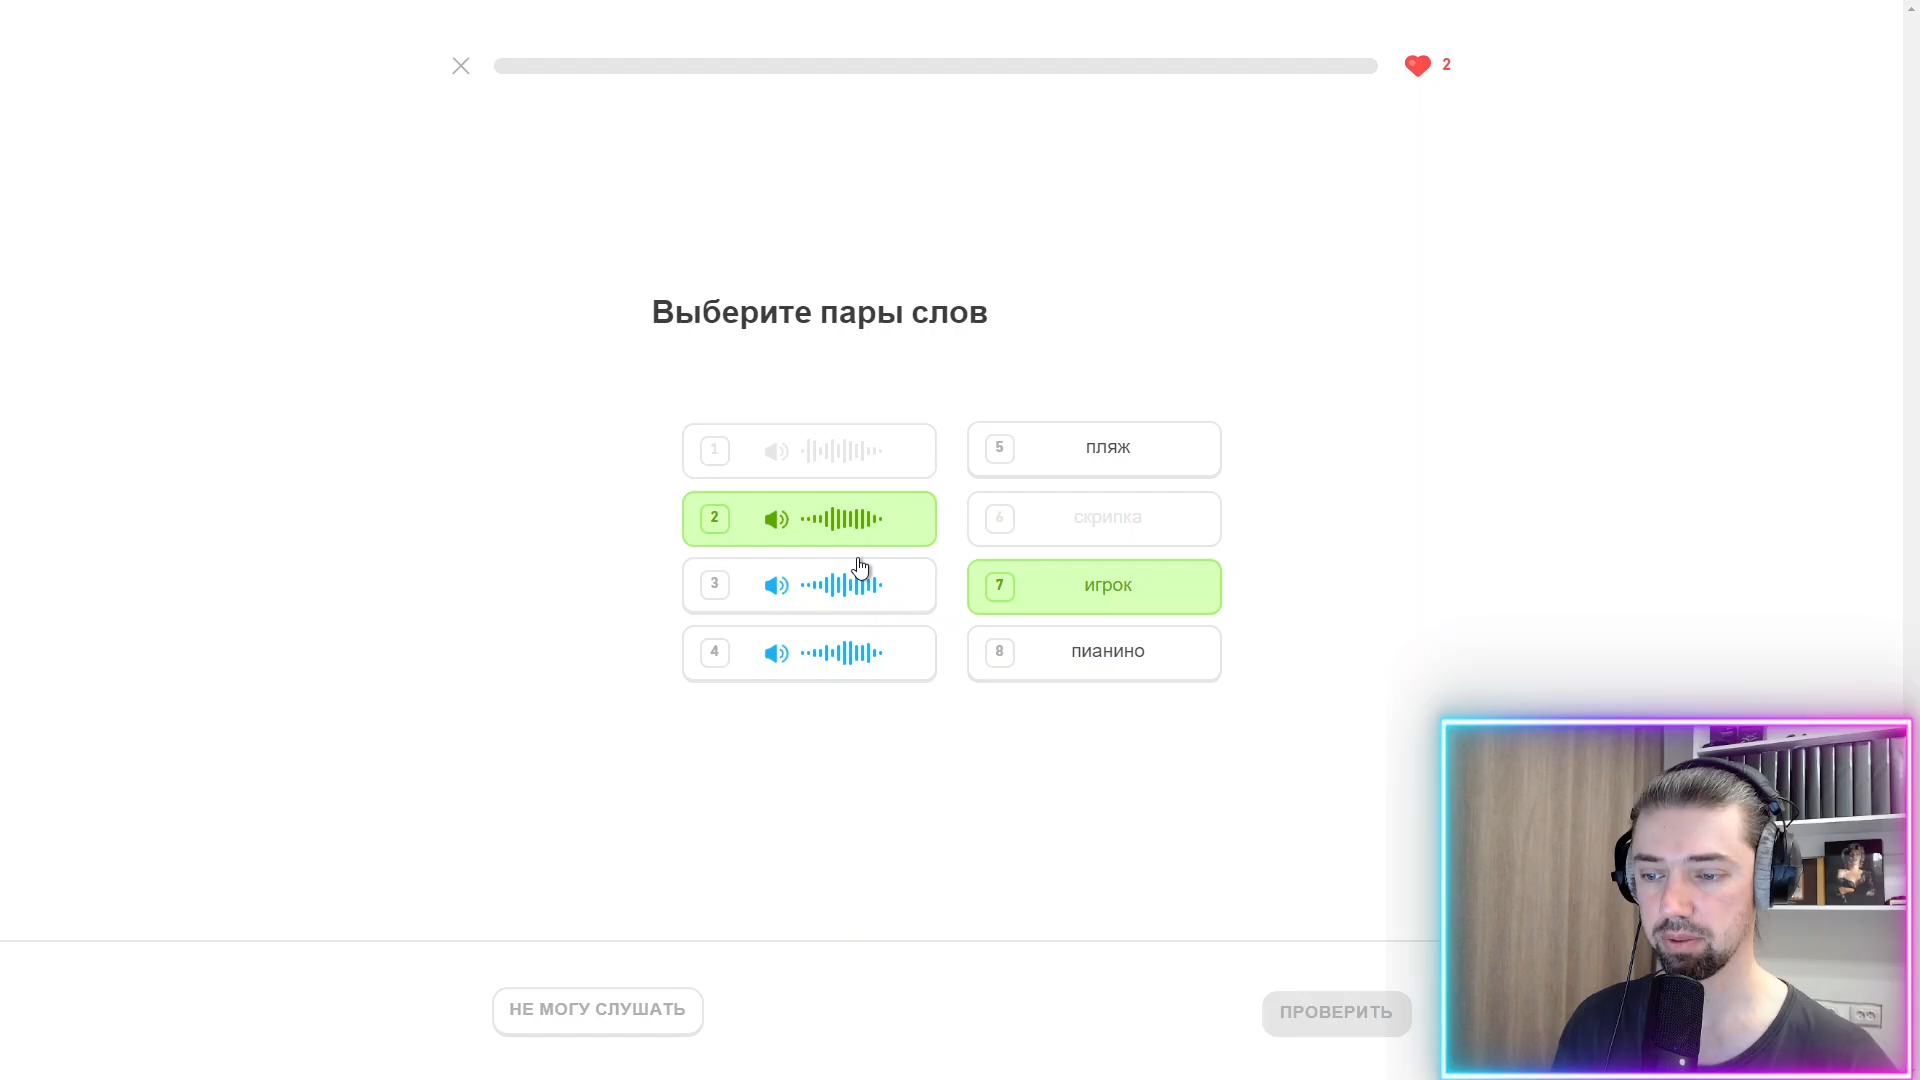 2
Выберите пары слов
1
5 пляж
2
6 скрипка
3
7 игрок
4
8 пианино
НЕ МОГУ СЛУШАТЬ
ПРОВЕРИТЬ